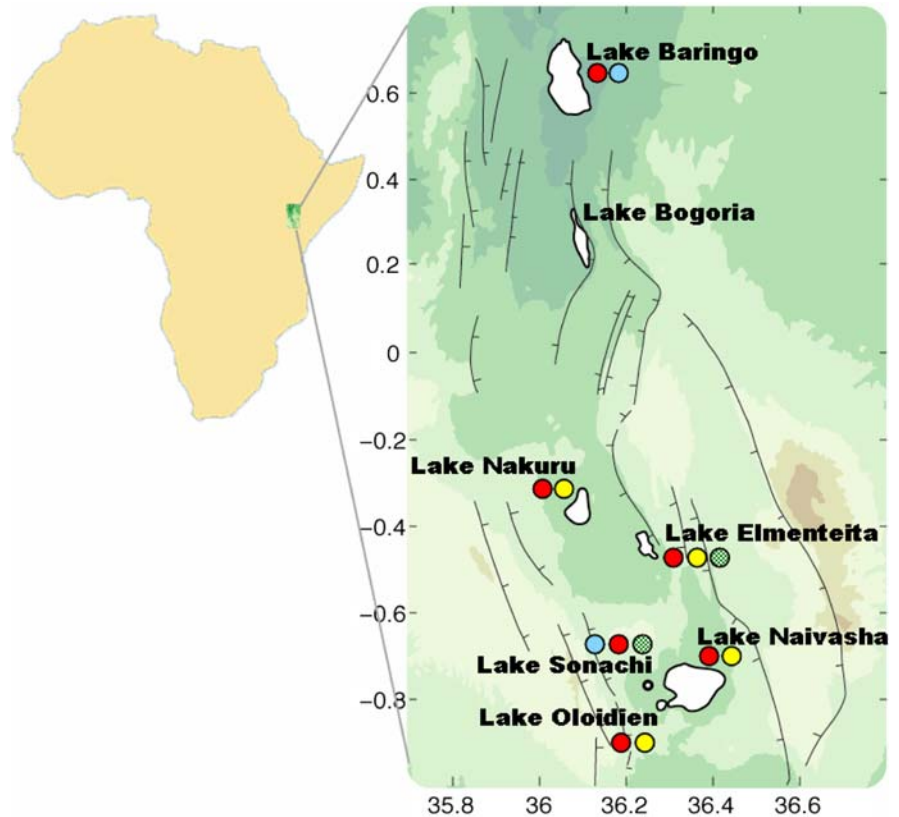 Lake Baringo
0.6
0.4
Lake Bogoria
0.2
0
−0.2
Lake Nakuru
−0.4
Lake Elmenteita
−0.6
Lake Naivasha
Lake Sonachi
−0.8
Lake Oloidien
35.8 36 36.2 36.4 36.6